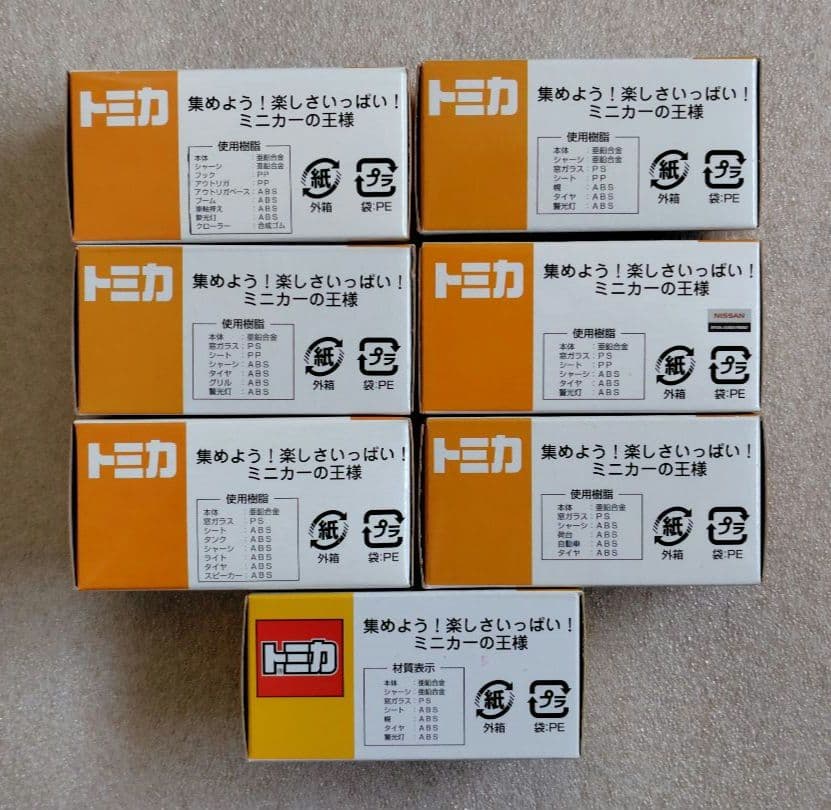 トミカ
集めよう！楽しさいっぱい！
ミニカーの王様
使用樹脂
本体：亜鉛合金
シャーシ：亜鉛合金
フック：PP
アウトリガ：PP
アウトリガベース：ABS
ブーム：ABS
車軸押え：ABS
警光灯：ABS
クローラー：合成ゴム
紙
外箱
プラ
袋:PE
トミカ
集めよう！楽しさいっぱい！
ミニカーの王様
使用樹脂
本体：亜鉛合金
シャーシ：亜鉛合金
窓ガラス：PS
シート：PP
幌：ABS
タイヤ：ABS
警光灯：ABS
紙
外箱
プラ
袋:PE
トミカ
集めよう！楽しさいっぱい！
ミニカーの王様
使用樹脂
本体：亜鉛合金
窓ガラス：PS
シート：PP
シャーシ：ABS
タイヤ：ABS
グリル：ABS
警光灯：ABS
紙
外箱
プラ
袋:PE
トミカ
集めよう！楽しさいっぱい！
ミニカーの王様
NISSAN
使用樹脂
本体：亜鉛合金
窓ガラス：PS
シート：PP
シャーシ：ABS
タイヤ：ABS
警光灯：ABS
紙
外箱
プラ
袋:PE
トミカ
集めよう！楽しさいっぱい！
ミニカーの王様
使用樹脂
本体：亜鉛合金
窓ガラス：PS
シート：ABS
タンク：ABS
シャーシ：ABS
ライト：ABS
タイヤ：ABS
スピーカー：ABS
紙
外箱
プラ
袋:PE
トミカ
集めよう！楽しさいっぱい！
ミニカーの王様
使用樹脂
本体：亜鉛合金
窓ガラス：PS
シャーシ：ABS
荷台：ABS
自動車：ABS
タイヤ：ABS
紙
外箱
プラ
袋:PE
トミカ
集めよう！楽しさいっぱい！
ミニカーの王様
材質表示
本体：亜鉛合金
シャーシ：亜鉛合金
窓ガラス：PS
シート：ABS
幌：ABS
タイヤ：ABS
警光灯：ABS
紙
外箱
プラ
袋:PE